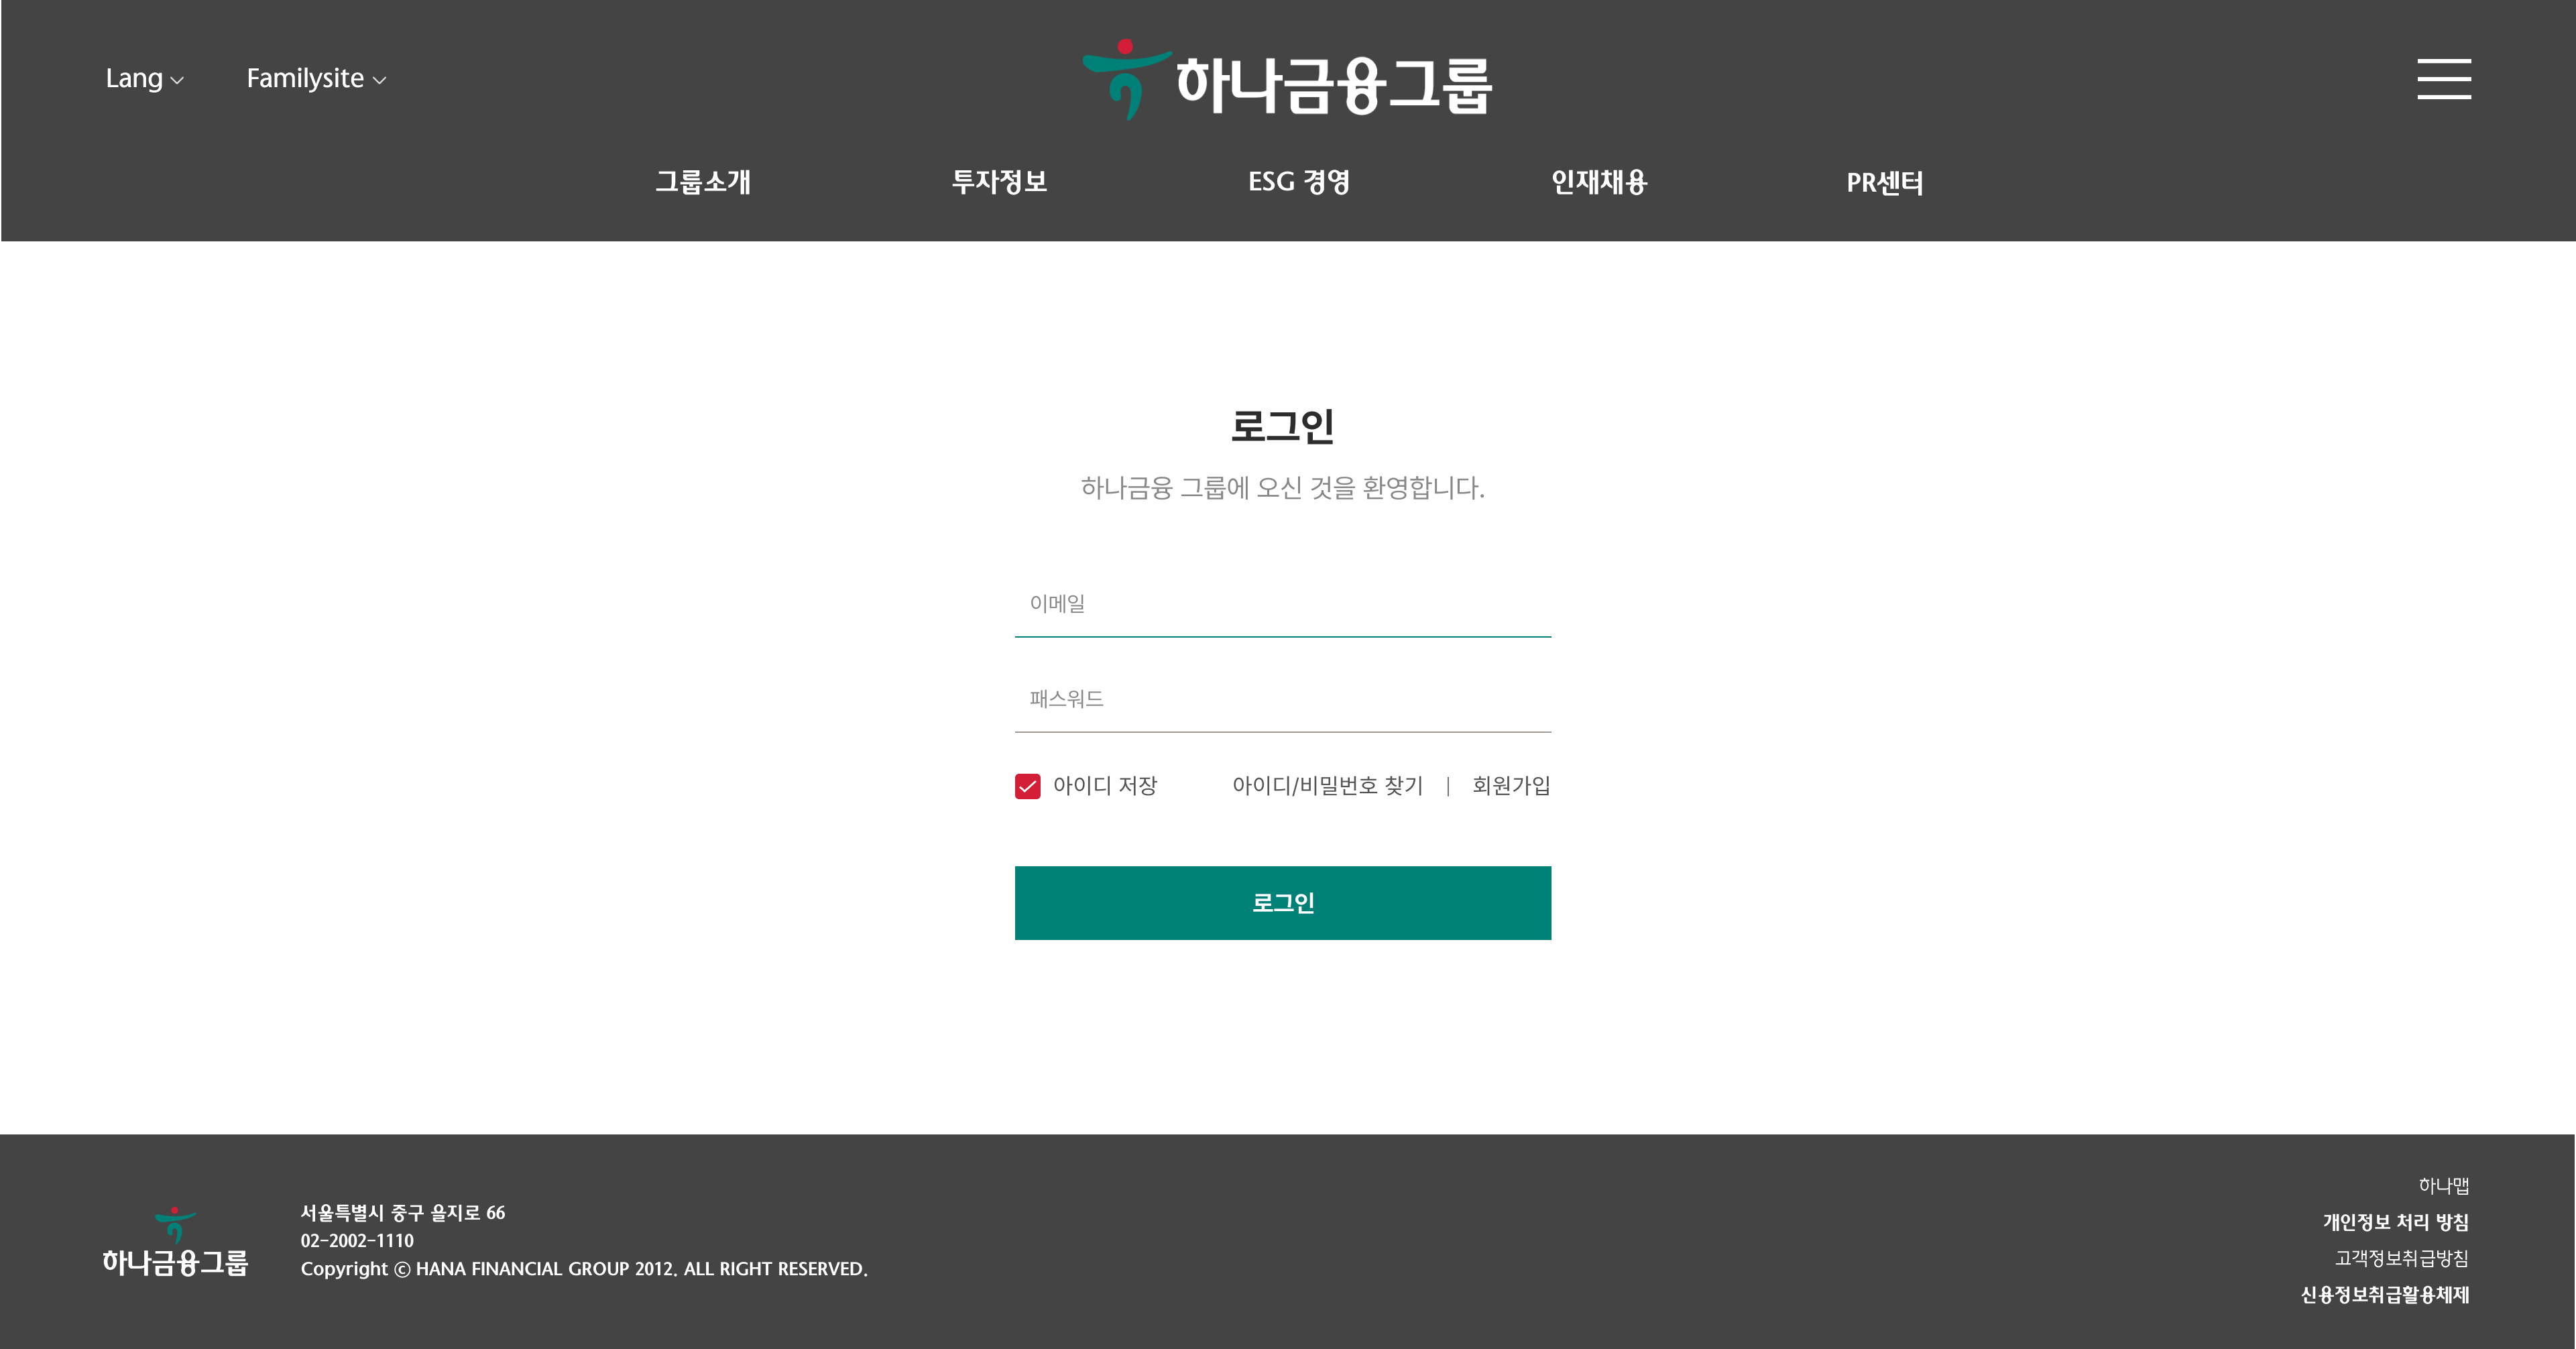 Lang
Familysite
하나금융그룹
그룹소개
투자정보
ESG 경영
인재채용
PR센터
로그인
하나금융 그룹에 오신 것을 환영합니다.
이메일
패스워드
아이디 저장
아이디/비밀번호 찾기 | 회원가입
로그인
하나금융그룹
서울특별시 중구 을지로 66
02-2002-1110
Copyright ⓒ HANA FINANCIAL GROUP 2012. ALL RIGHT RESERVED.
하나맵
개인정보 처리 방침
고객정보취급방침
신용정보취급활용체제